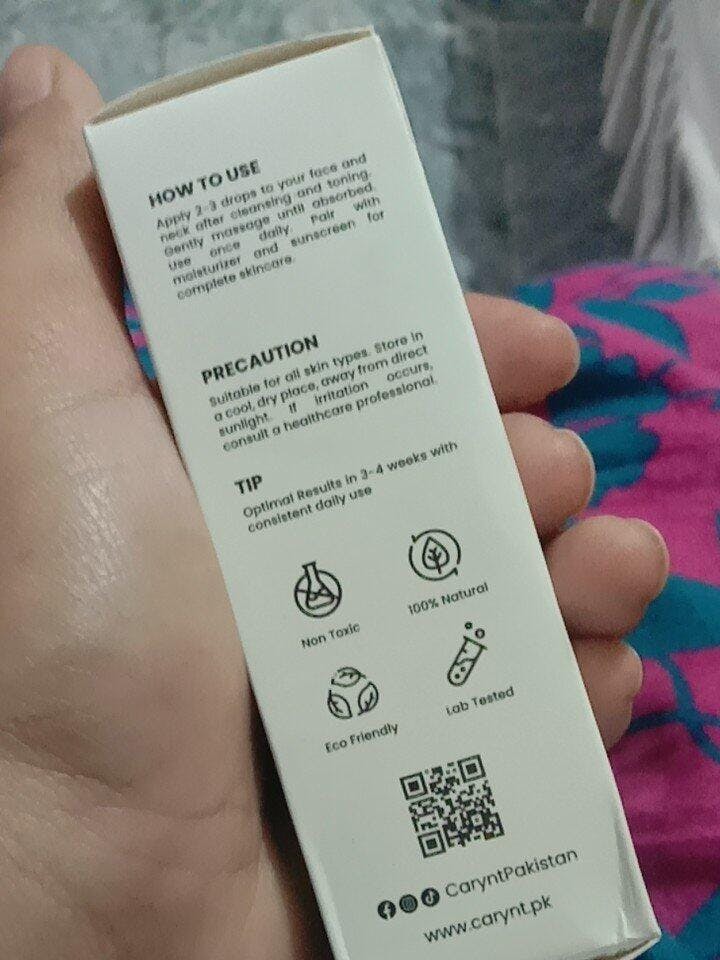 HOW TO USE
Apply 2-3 drops to your face and
neck after cleansing and toning.
Gently massage until absorbed.
Use once daily. Pair with
moisturizer and sunscreen for
complete skincare.
PRECAUTION
Suitable for all skin types. Store in
a cool, dry place, away from direct
sunlight. If irritation occurs,
consult a healthcare professional.
TIP
Optimal Results in 3-4 weeks with
consistent daily use
Non Toxic
100% Natural
Eco Friendly
Lab Tested
CaryntPakistan
www.carynt.pk